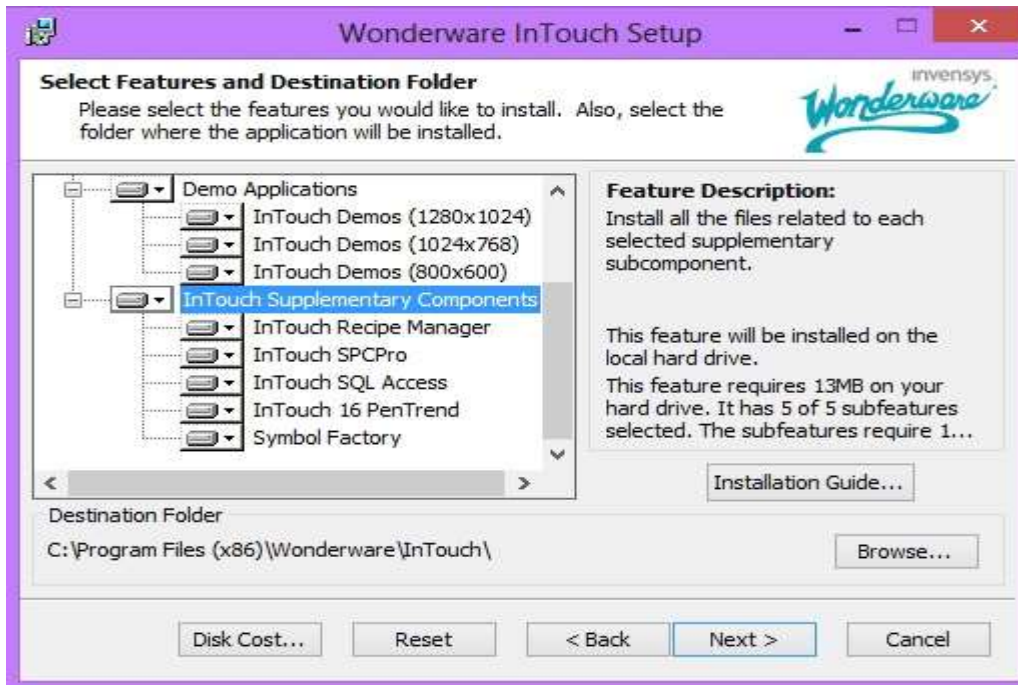 Wonderware InTouch Setup
Select Features and Destination Folder
Please select the features you would like to install. Also, select the
folder where the application will be installed.
invensys
Wonderware
Demo Applications
InTouch Demos (1280x1024)
InTouch Demos (1024x768)
InTouch Demos (800x600)
InTouch Supplementary Components
InTouch Recipe Manager
InTouch SPCPro
InTouch SQL Access
InTouch 16 PenTrend
Symbol Factory
Feature Description:
Install all the files related to each
selected supplementary
subcomponent.
This feature will be installed on the
local hard drive.
This feature requires 13MB on your
hard drive. It has 5 of 5 subfeatures
selected. The subfeatures require 1...
Installation Guide...
Destination Folder
C:\Program Files (x86)\Wonderware\InTouch\
Browse...
Disk Cost...
Reset
< Back
Next >
Cancel